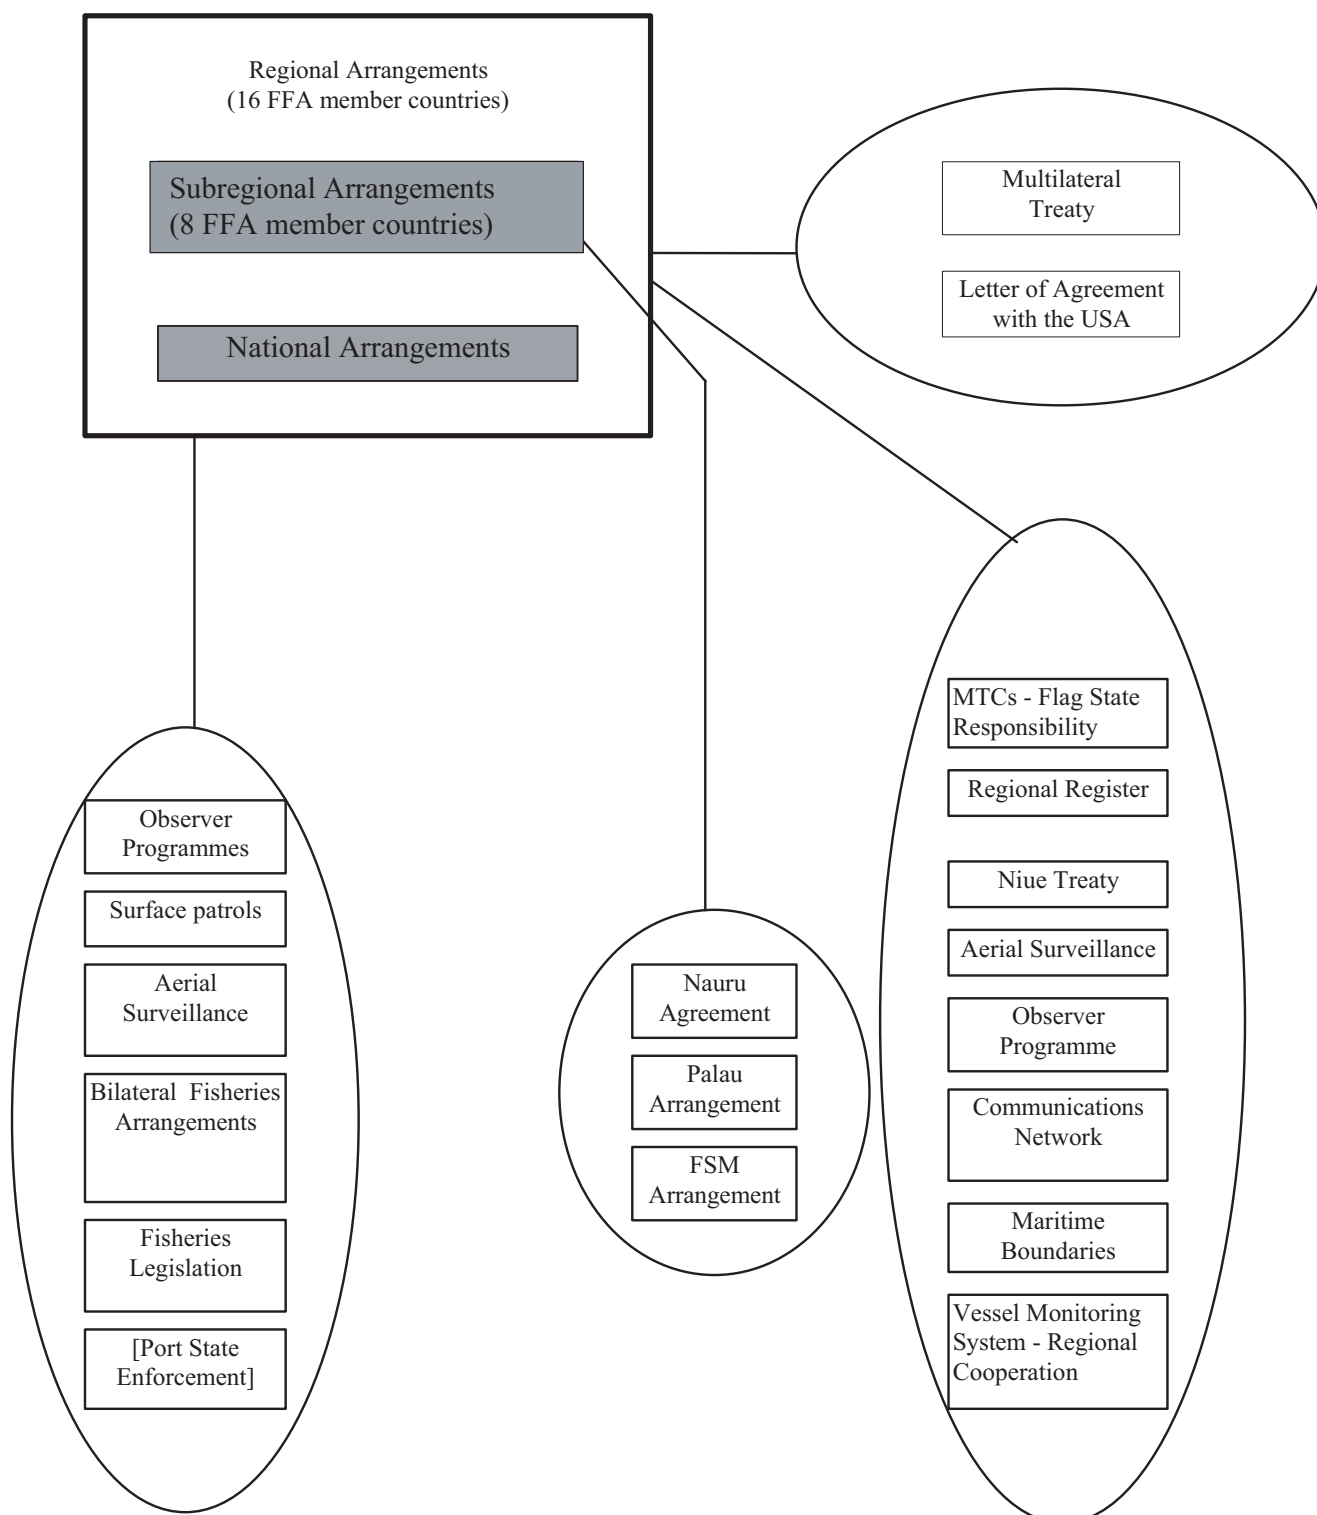 Regional Arrangements
(16 FFA member countries)
Subregional Arrangements
(8 FFA member countries)
National Arrangements
Multilateral
Treaty
Letter of Agreement
with the USA
Observer
Programmes
Surface patrols
Aerial
Surveillance
Bilateral  Fisheries
Arrangements
Fisheries
Legislation
[Port State
Enforcement]
Nauru
Agreement
Palau
Arrangement
FSM
Arrangement
MTCs - Flag State
Responsibility
Regional Register
Niue Treaty
Aerial Surveillance
Observer
Programme
Communications
Network
Maritime
Boundaries
Vessel Monitoring
System - Regional
Cooperation